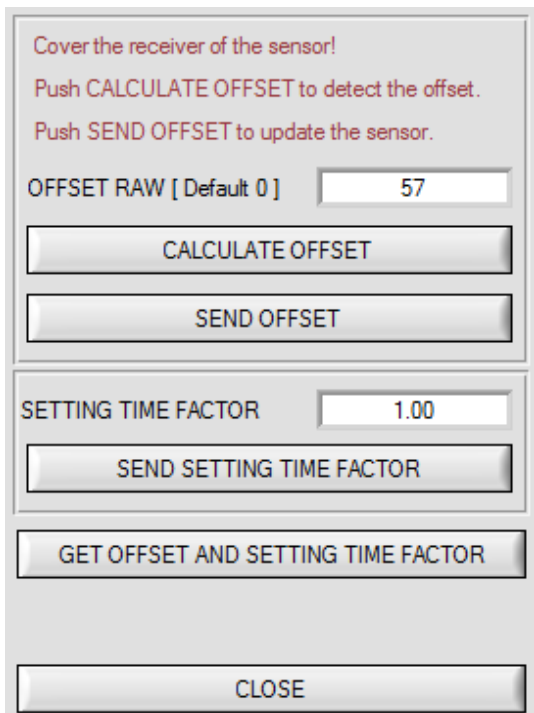 Cover the receiver of the sensor!
Push CALCULATE OFFSET to detect the offset.
Push SEND OFFSET to update the sensor.
OFFSET RAW [ Default 0 ] 57
CALCULATE OFFSET
SEND OFFSET
SETTING TIME FACTOR 1.00
SEND SETTING TIME FACTOR
GET OFFSET AND SETTING TIME FACTOR
CLOSE